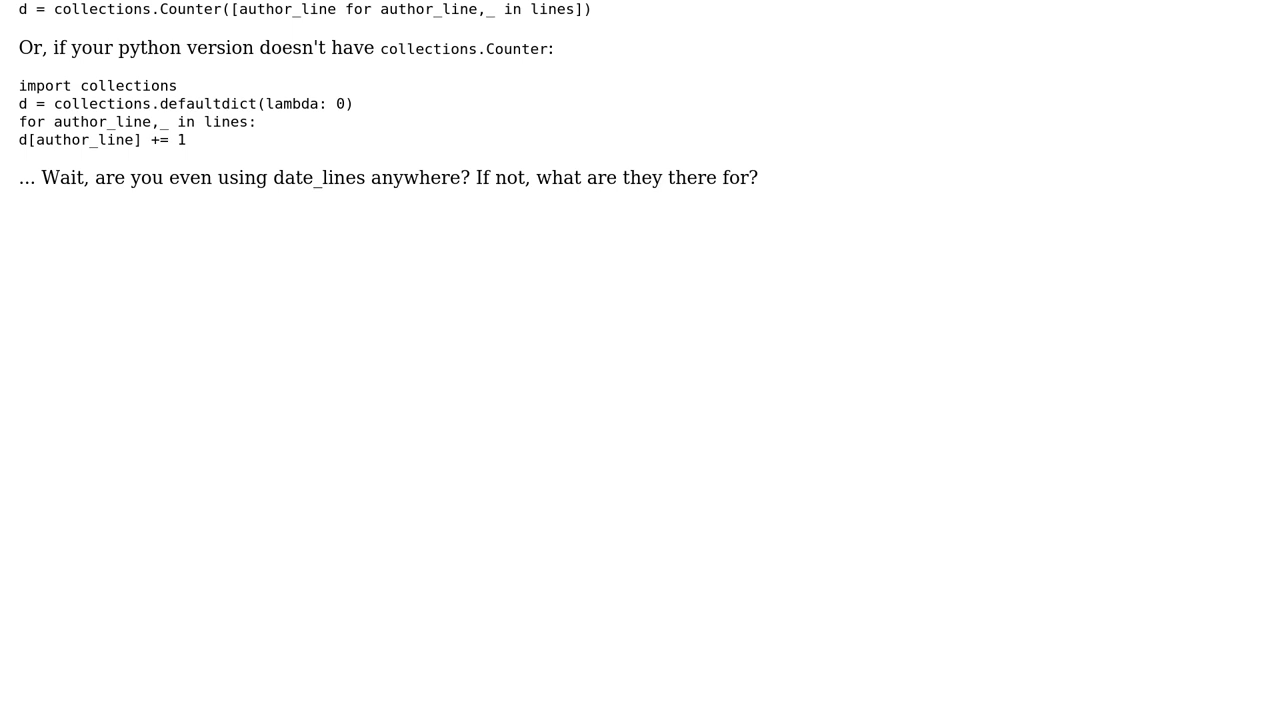 d = collections.Counter([author_line for author_line,_ in lines])
Or, if your python version doesn't have collections.Counter:
import collections
d = collections.defaultdict(lambda: 0)
for author_line,_ in lines:
d[author_line] += 1
... Wait, are you even using date_lines anywhere? If not, what are they there for?